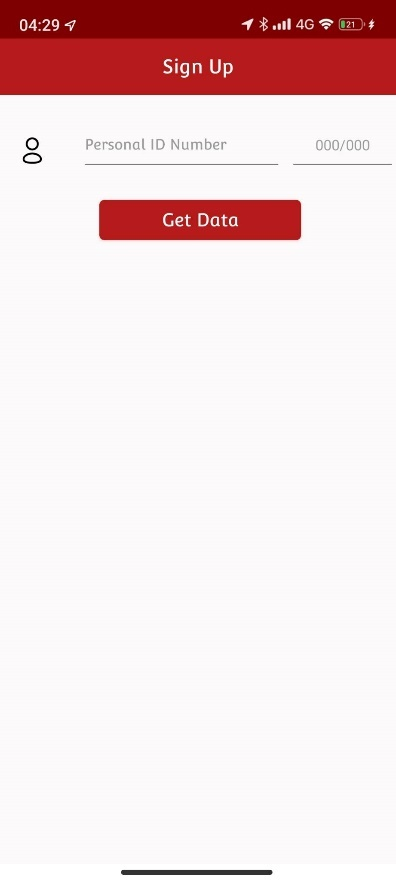 04:29 4G 21
Sign Up
Personal ID Number 000/000
Get Data